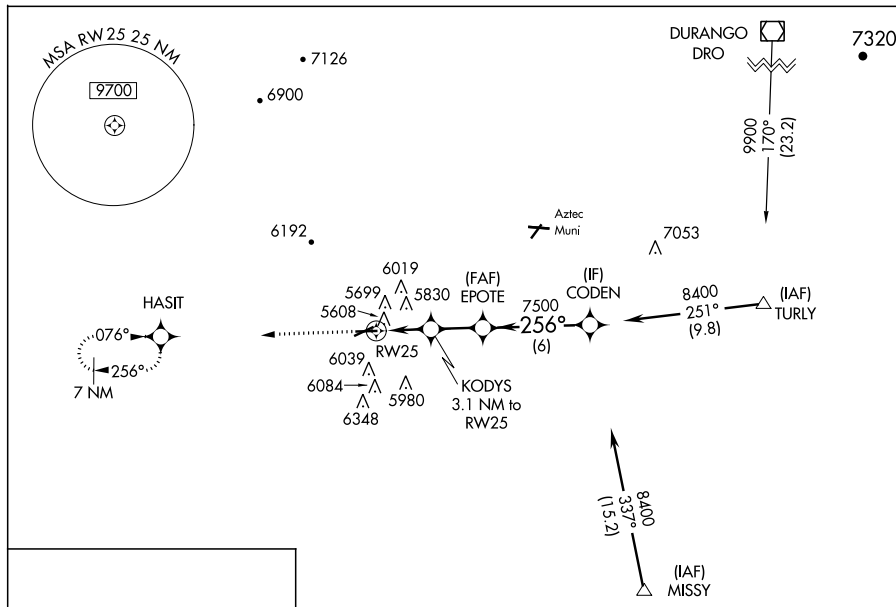 MSA RW 25 25 NM
9700
7126
6900
DURANGO
DRO
7320
9900
170°
(23.2)
Aztec
Muni
7053
6192
6019
5699
5830
5608
(FAF)
EPOTE
(IF)
CODEN
7500
256°
(6)
8400
251°
(9.8)
(IAF)
TURLY
HASIT
076°
256°
7 NM
RW25
6039
6084
6348
5980
KODYS
3.1 NM to
RW25
8400
337°
(15.2)
(IAF)
MISSY